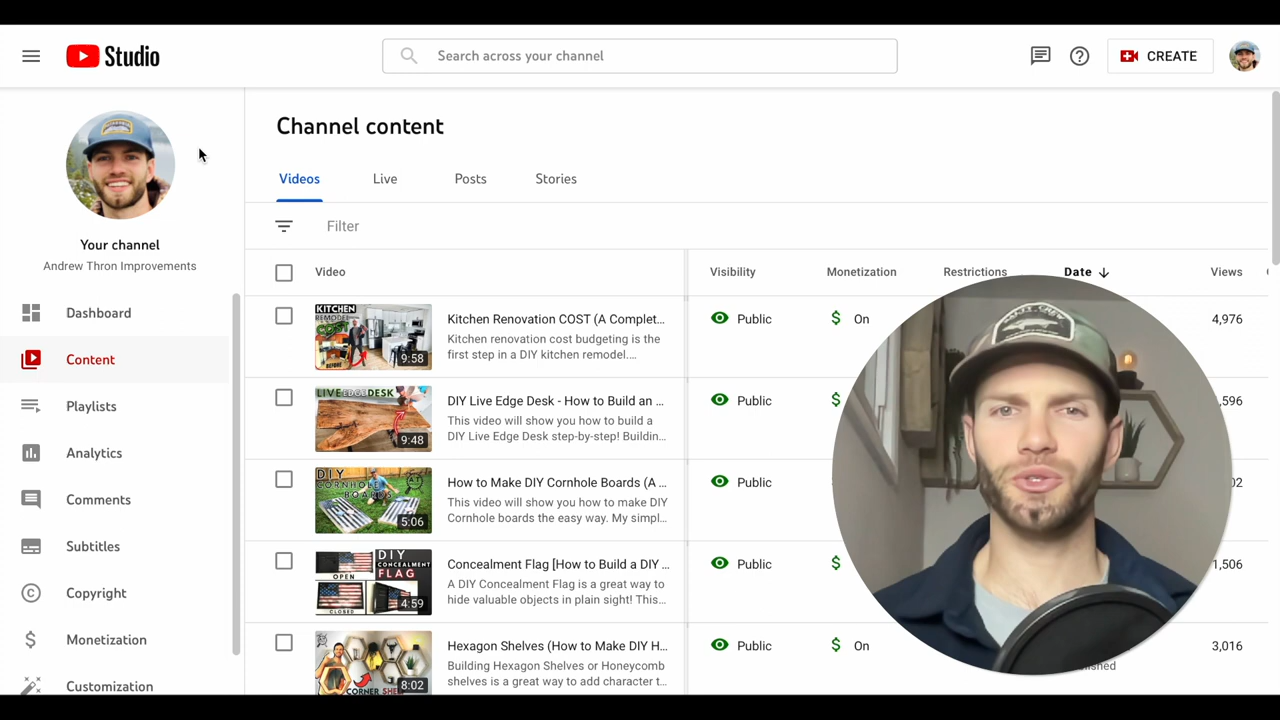 Studio
Search across your channel
CREATE
Your channel
Andrew Thron Improvements
Dashboard
Content
Playlists
Analytics
Comments
Subtitles
Copyright
Monetization
Customization
Channel content
Videos Live Posts Stories
Filter
Video Visibility Monetization Restrictions Date Views
KITCHEN
REMODEL
COST
BEFORE
9:58
Kitchen Renovation COST (A Complet...
Kitchen renovation cost budgeting is the
first step in a DIY kitchen remodel....
Public
On
4,976
LIVE EDGE DESK
9:48
DIY Live Edge Desk - How to Build an ...
This video will show you how to build a
DIY Live Edge Desk step-by-step! Buildin...
Public
,596
DIY
CORNHOLE
BOARDS
5:06
How to Make DIY Cornhole Boards (A ...
This video will show you how to make DIY
Cornhole boards the easy way. My simpl...
Public
02
DIY
CONCEALMENT
FLAG
OPEN
CLOSED
4:59
Concealment Flag [How to Build a DIY ...
A DIY Concealment Flag is a great way to
hide valuable objects in plain sight! This...
Public
1,506
CORNER
8:02
Hexagon Shelves (How to Make DIY H...
Building Hexagon Shelves or Honeycomb
shelves is a great way to add character t...
Public
On
3,016